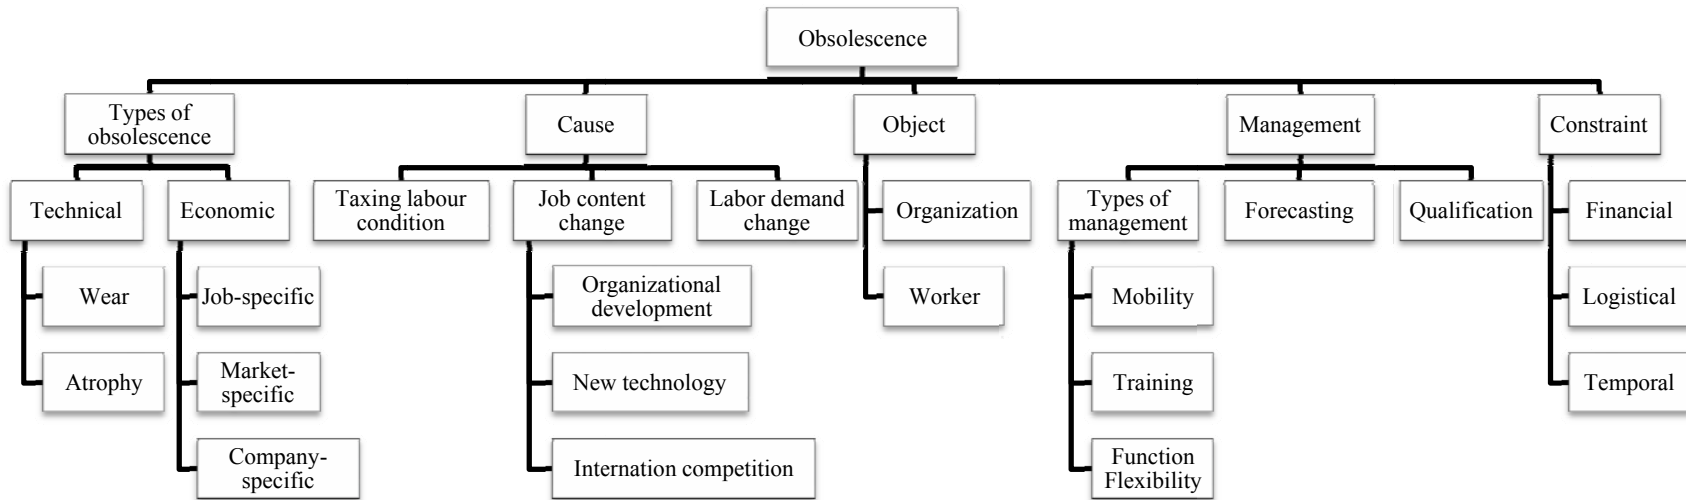 Obsolescence
Types of
obsolescence
Cause
Object
Management
Constraint
Technical
Economic
Taxing labour
condition
Job content
change
Labor demand
change
Organization
Types of
management
Forecasting
Qualification
Financial
Wear
Job-specific
Organizational
development
Worker
Mobility
Logistical
Atrophy
Market-
specific
New technology
Training
Temporal
Company-
specific
Internation competition
Function
Flexibility